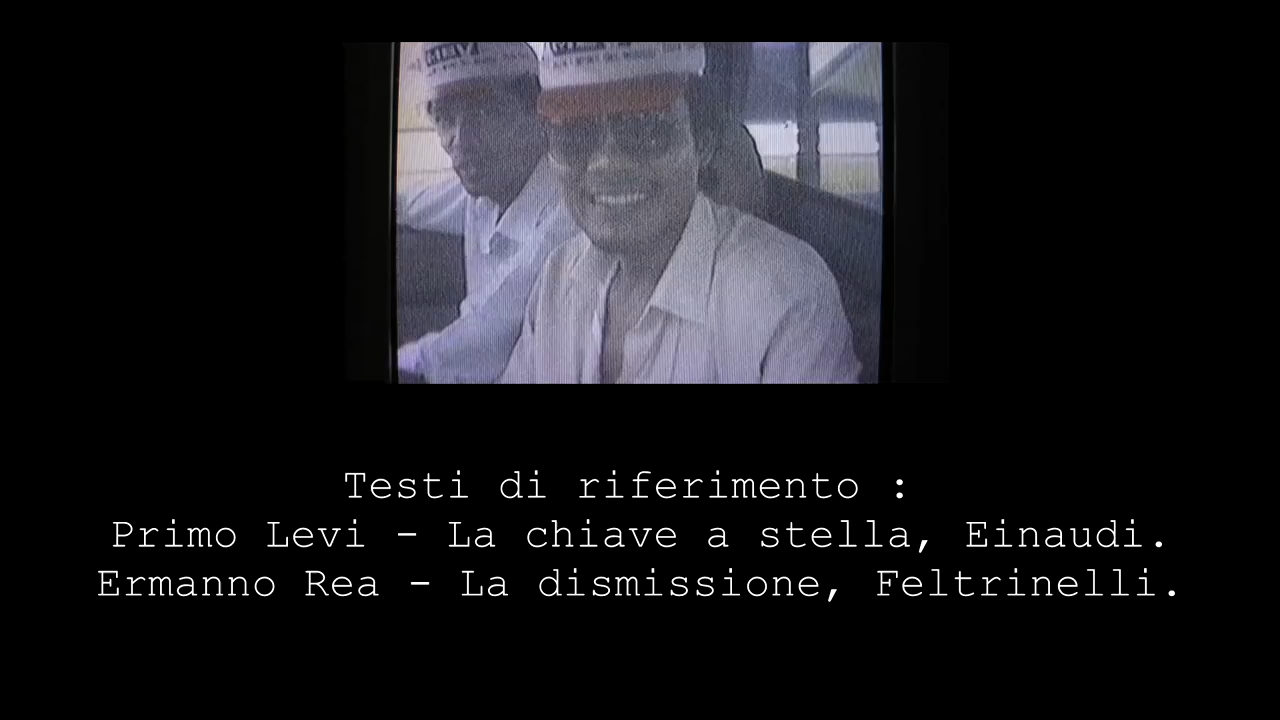 Testi di riferimento :
Primo Levi - La chiave a stella, Einaudi.
Ermanno Rea - La dismissione, Feltrinelli.